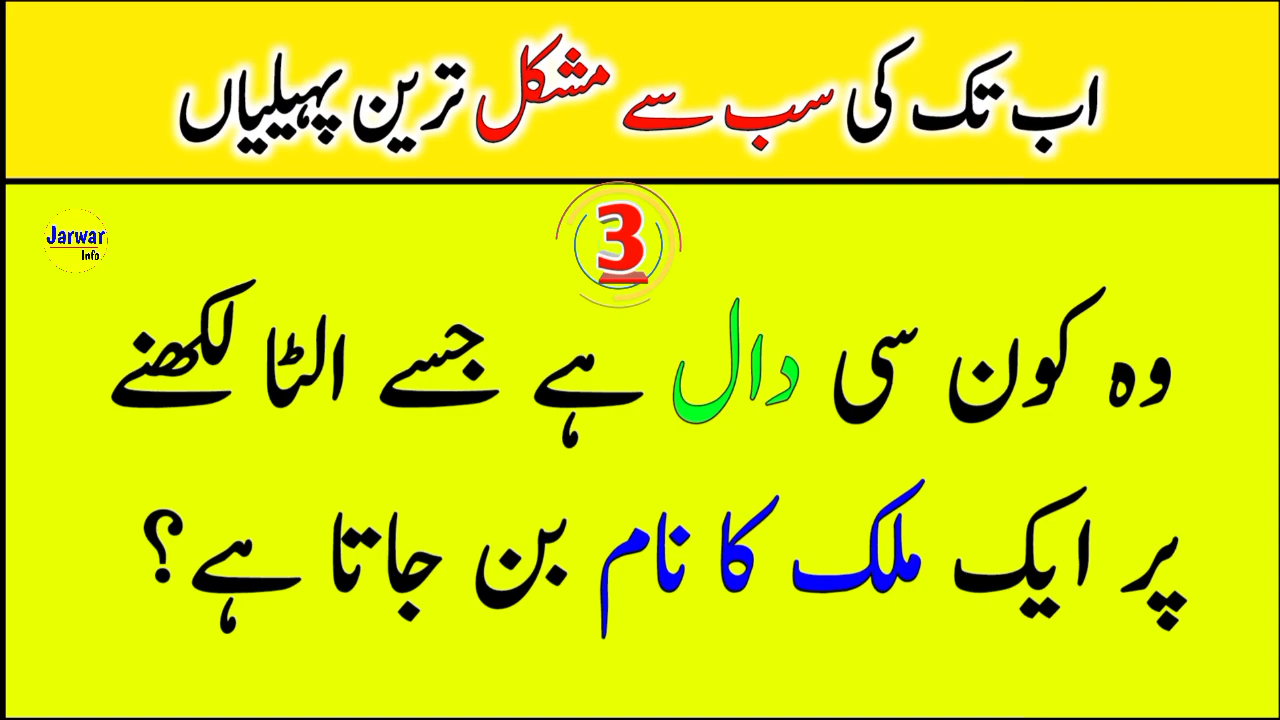 اب تک کی سب سے مشکل ترین پہیلیاں
3
Jarwar
Info
وہ کون سی دال ہے جسے الٹا لکھنے
پر ایک ملک کا نام بن جاتا ہے؟